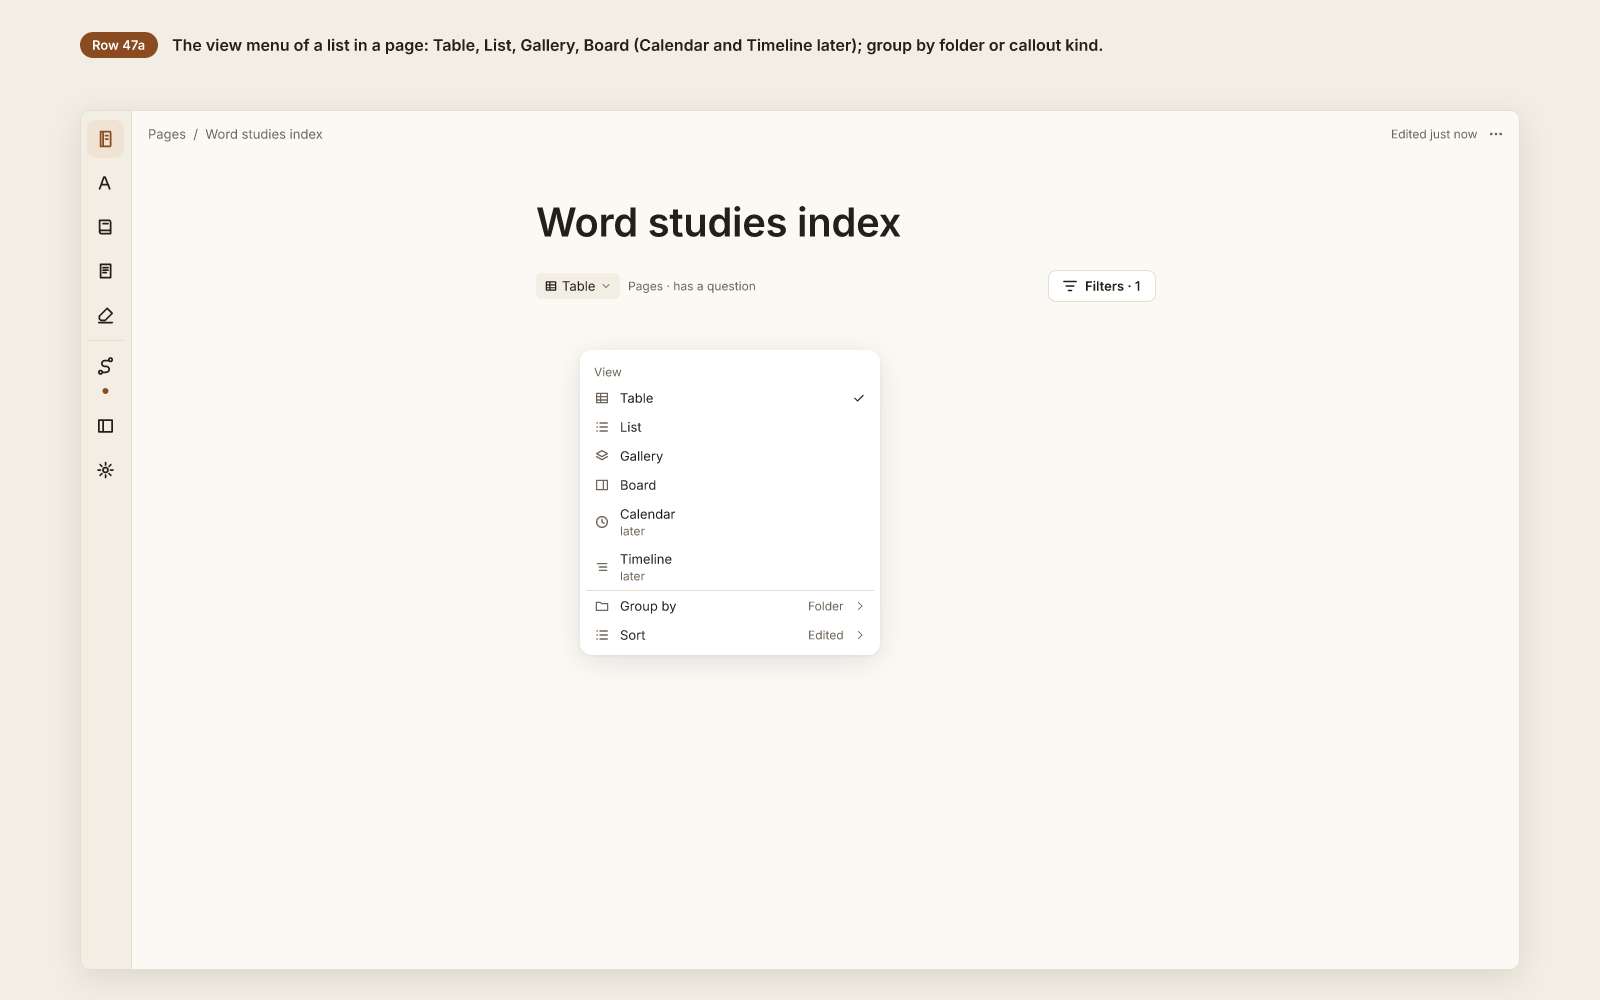 Row 47a
The view menu of a list in a page: Table, List, Gallery, Board (Calendar and Timeline later); group by folder or callout kind.
Pages / Word studies index
Edited just now
Word studies index
Table
Pages · has a question
Filters · 1
View
Table
List
Gallery
Board
Calendar
later
Timeline
later
Group by Folder
Sort Edited